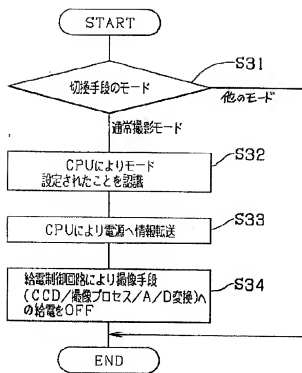 START
切換手段のモード
S31
他のモード
通常撮影モード
CPUによりモード
設定されたことを認識
S32
CPUにより電源へ情報転送
S33
給電制御回路により撮像手段
(CCD/撮像プロセス/A/D変換)へ
の給電をOFF
S34
END